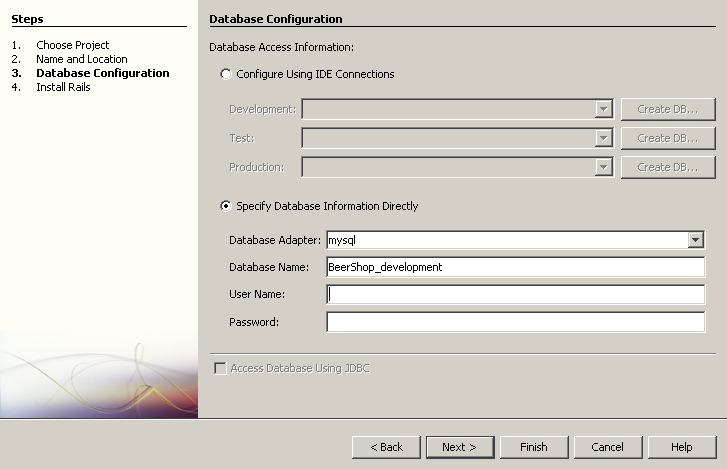 Steps
1. Choose Project
2. Name and Location
3. Database Configuration
4. Install Rails
Database Configuration
Database Access Information:
Configure Using IDE Connections
Development: Create DB...
Test: Create DB...
Production: Create DB...
Specify Database Information Directly
Database Adapter: mysql
Database Name: BeerShop_development
User Name:
Password:
Access Database Using JDBC
< Back Next > Finish Cancel Help